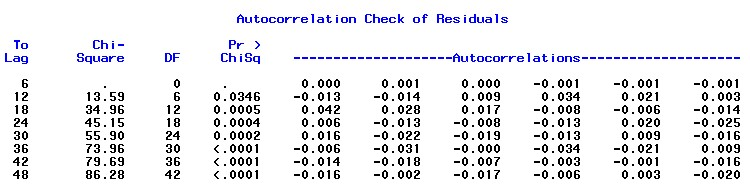 Autocorrelation Check of Residuals
To Chi- Pr >
Lag Square DF ChiSq --------------------Autocorrelations--------------------
6 . 0 . 0.000 0.001 0.000 -0.001 -0.001 -0.001
12 13.59 6 0.0346 -0.013 -0.014 0.009 0.034 0.021 0.003
18 34.96 12 0.0005 0.042 0.028 0.017 -0.008 -0.006 -0.014
24 45.15 18 0.0004 0.006 -0.013 -0.008 -0.013 0.020 -0.025
30 55.90 24 0.0002 0.016 -0.022 -0.019 -0.013 0.009 -0.016
36 73.96 30 <.0001 -0.006 -0.031 -0.000 -0.034 -0.021 0.009
42 79.69 36 <.0001 -0.014 -0.018 -0.007 -0.003 -0.001 -0.016
48 86.28 42 <.0001 -0.016 -0.002 -0.017 -0.006 0.003 -0.020